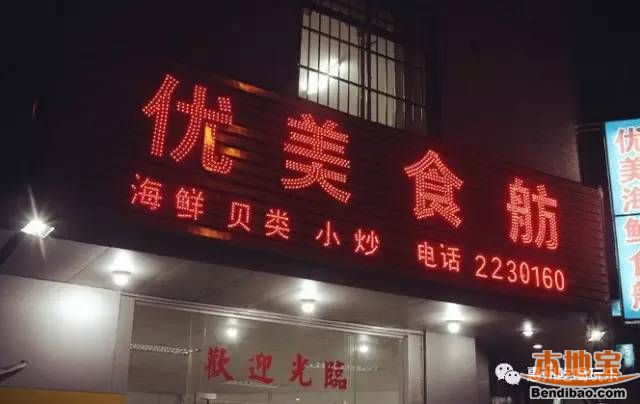 优美食舫
海鲜 贝类 小炒 电话 2230160
歡迎光臨
优美海鲜食舫
本地宝
Bendibao.com